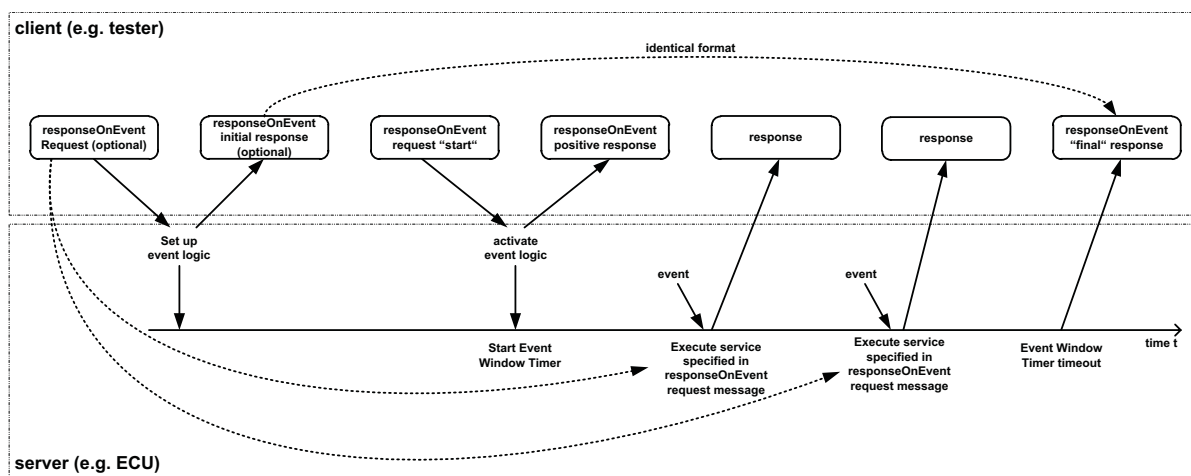 client (e.g. tester)
identical format
responseOnEvent
Request (optional)
responseOnEvent
initial response
(optional)
responseOnEvent
request “start“
responseOnEvent
positive response
response
response
responseOnEvent
“final“ response
Set up
event logic
activate
event logic
event
event
time t
Start Event
Window Timer
Execute service
specified in
responseOnEvent
request message
Execute service
specified in
responseOnEvent
request message
Event Window
Timer timeout
server (e.g. ECU)